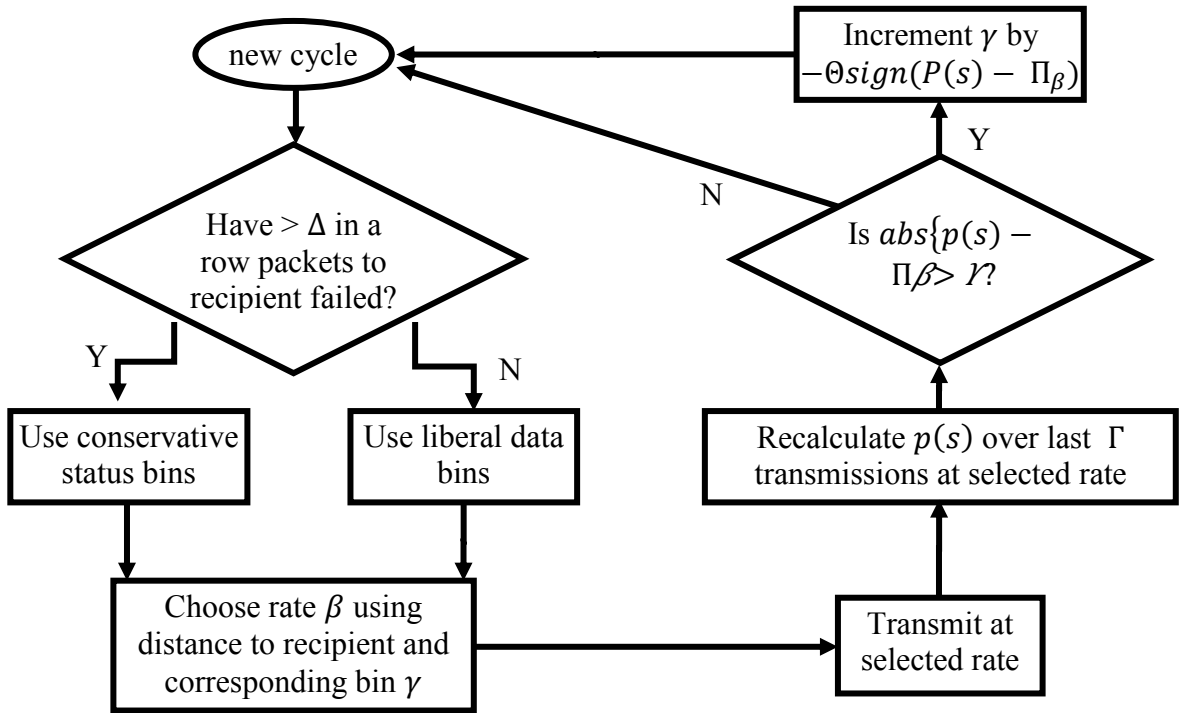 new cycle
Have > Δ in a
row packets to
recipient failed?
Y
N
Use conservative
status bins
Use liberal data
bins
Choose rate β using
distance to recipient and
corresponding bin γ
Transmit at
selected rate
Recalculate p(s) over last Γ
transmissions at selected rate
Is abs{p(s) −
Πβ> Υ?
N
Y
Increment γ by
−Θsign(P(s) − Πβ)